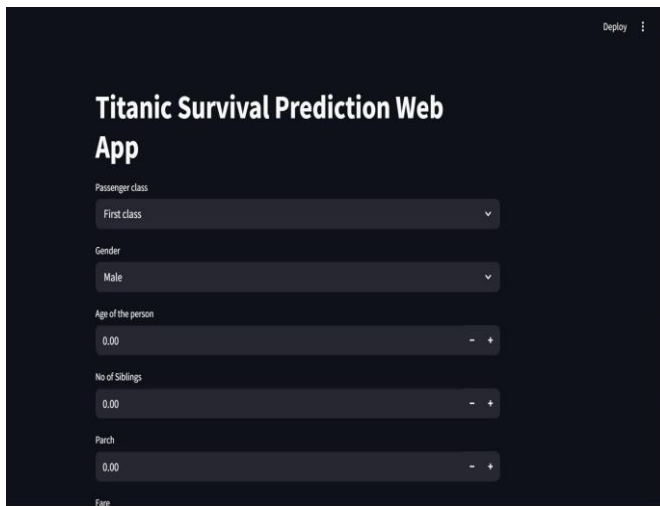 Deploy
Titanic Survival Prediction Web
App
Passenger class
First class
Gender
Male
Age of the person
0.00
No of Siblings
0.00
Parch
0.00
Fare